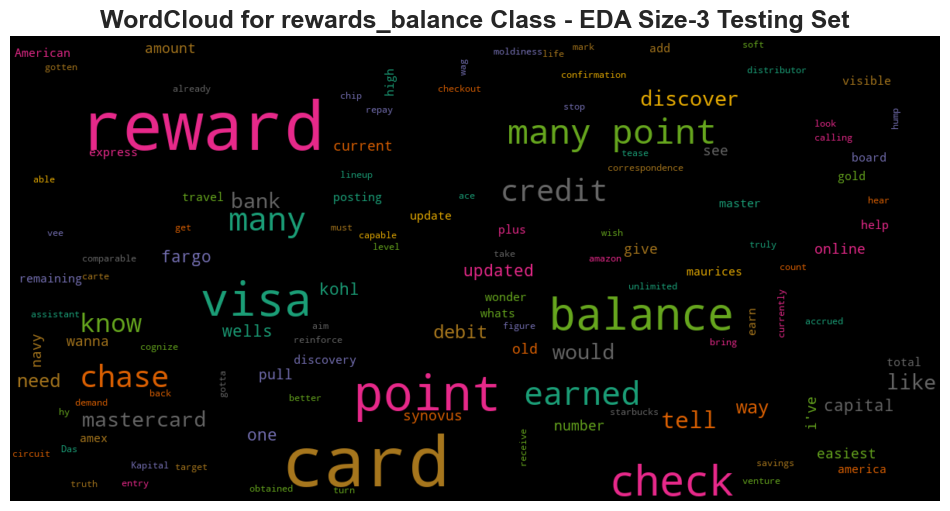 WordCloud for rewards_balance Class - EDA Size-3 Testing Set
American
gotten
amount
already
high
chip
repay
wag
moldiness
life
mark
checkout
confirmation
stop
add
soft
distributor
visible
hump
discover
reward
express
current
many point
tease
see
look
calling
board
correspondence
gold
able
lineup
travel
bank
posting
ace
credit
master
hear
many
get
must
update
capable
level
plus
wish
truly
help
vee
comparable
fargo
take
give
online
remaining
carte
updated
amazon
maurices
count
unlimited
visa
kohl
wonder
whats
balance
earn
currently
accrued
assistant
know
wells
aim
reinforce
debit
figure
bring
navy
wanna
cognize
discovery
old
would
total
need
chase
back
gotta
pull
better
point
earned
like
demand
hy
mastercard
synovus
starbucks
tell
way
i've
capital
amex
one
number
circuit
Das
Kapital
target
card
receive
easiest
savings
america
truth
entry
obtained
turn
check
venture